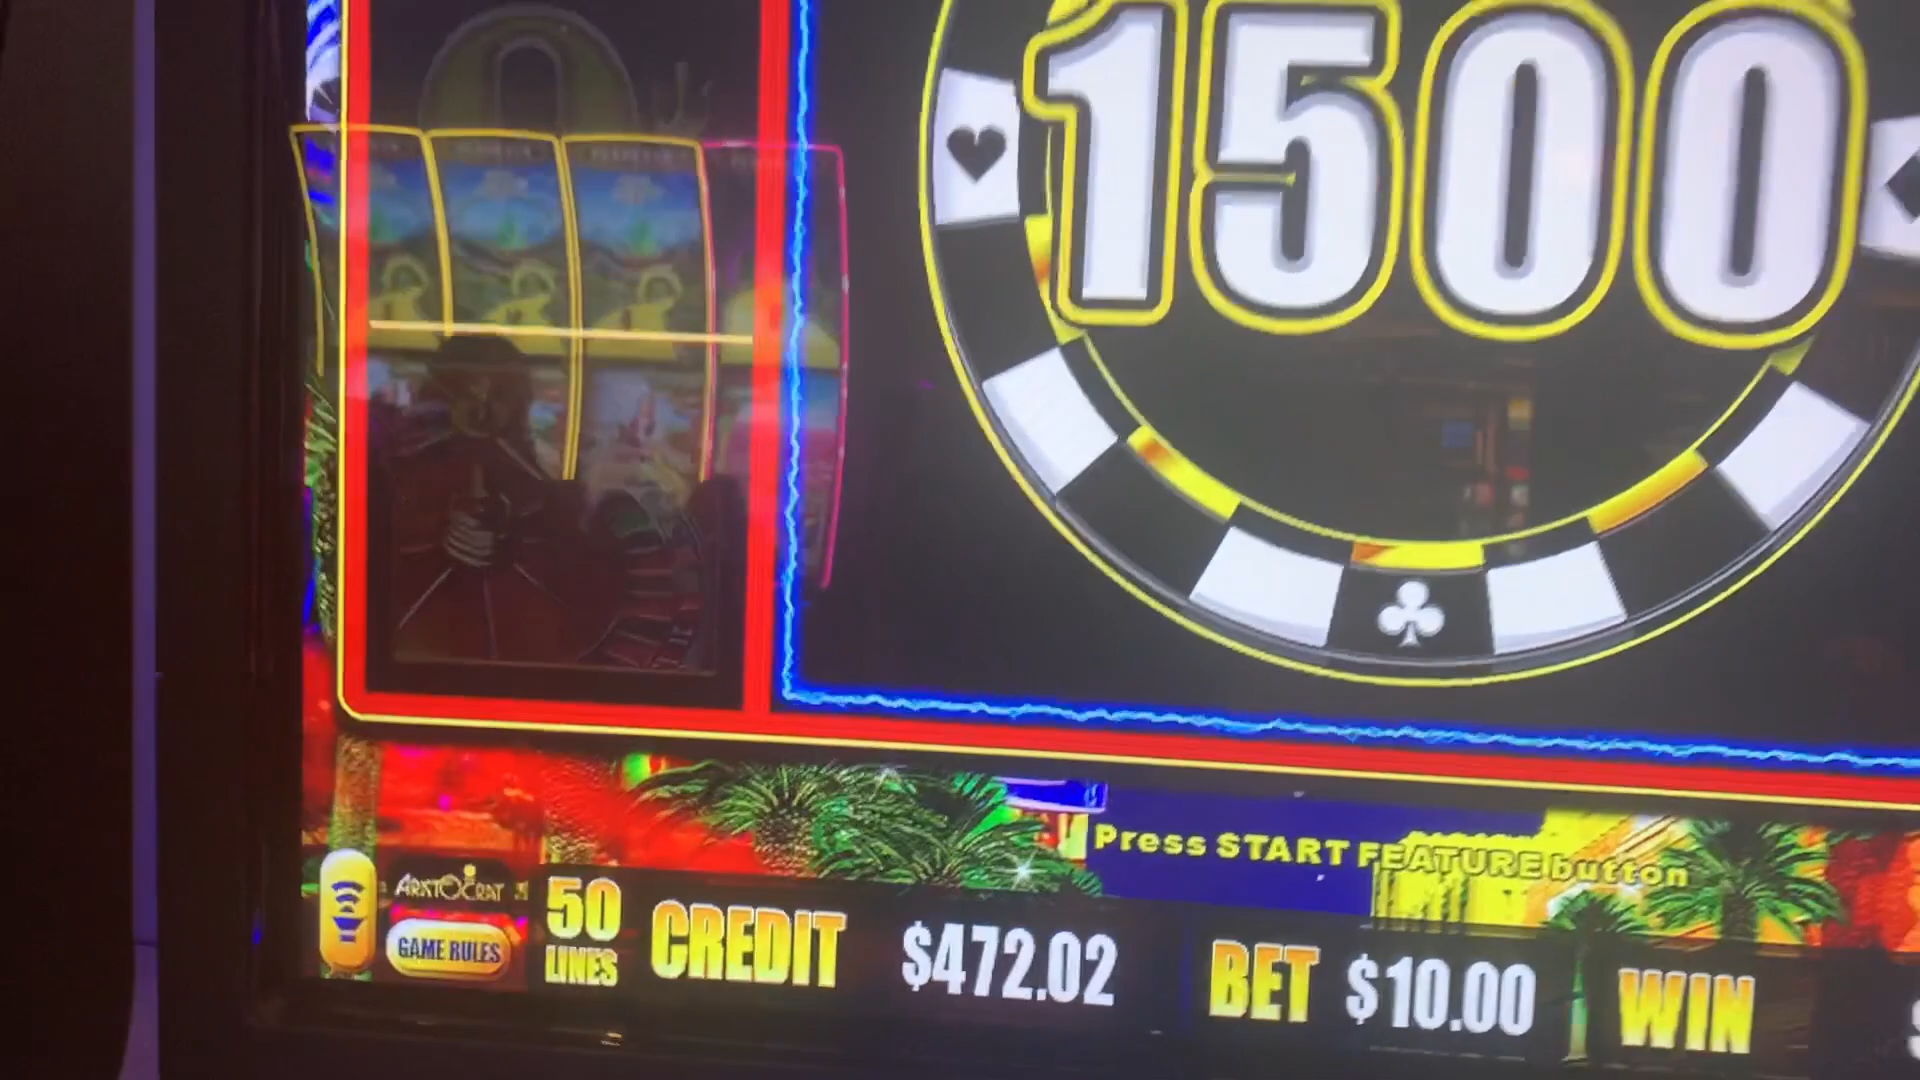 1500
Press START FEATURE button
ARISTOCRAT
GAME RULES
50
LINES
CREDIT
$472.02
BET
$10.00
WIN